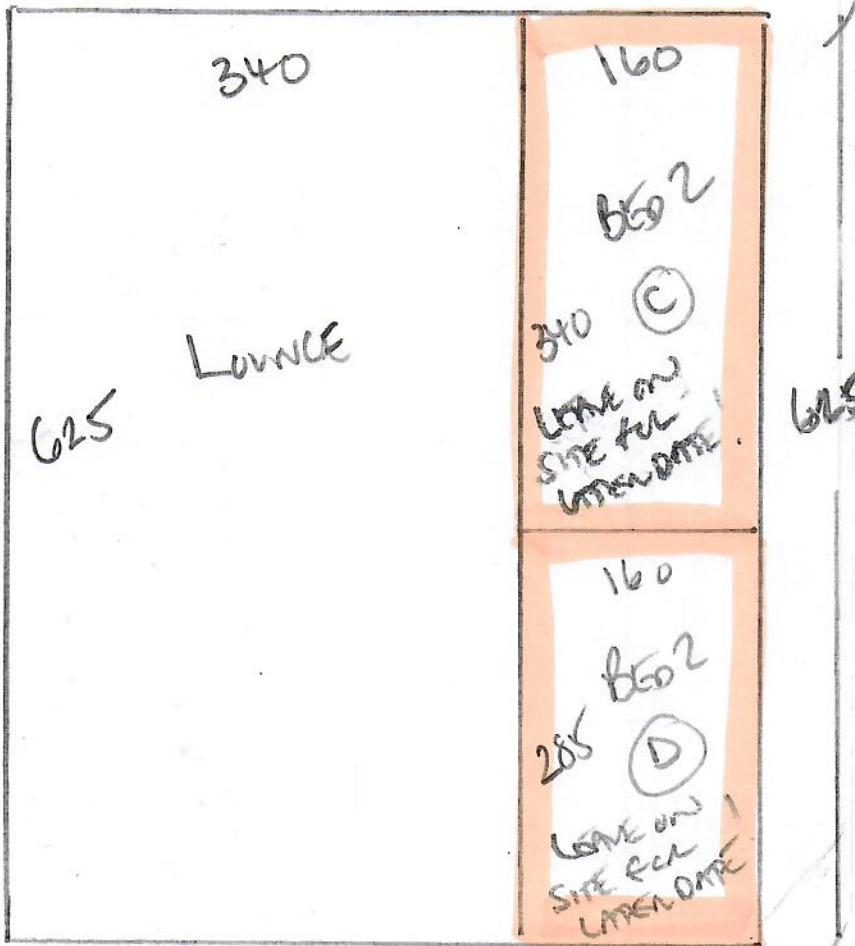 340
LOUNCE
625
160
BED 2
340
C
LEAVE ON
SITE FOR
LATER DATE!
625
160
BED 2
285
D
LEAVE ON
SITE FOR
LATER DATE!